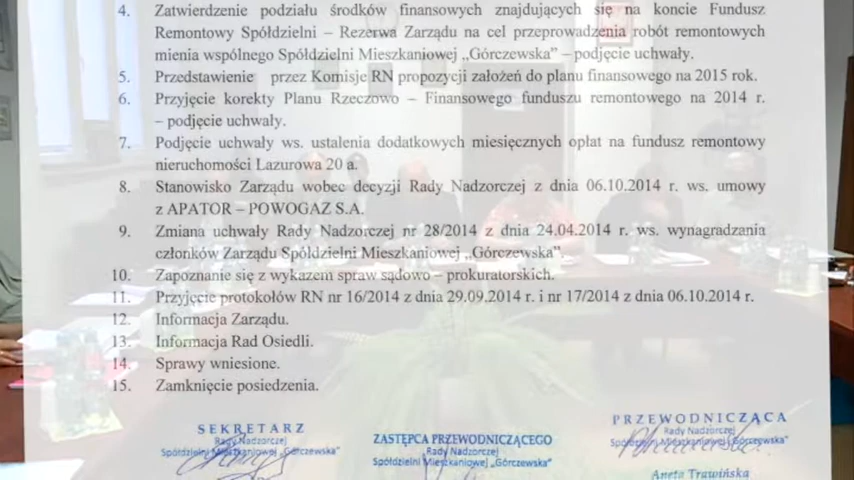 4. Zatwierdzenie podziału środków finansowych znajdujących się na koncie Fundusz
Remontowy Spółdzielni – Rezerwa Zarządu na cel przeprowadzenia robót remontowych
mienia wspólnego Spółdzielni Mieszkaniowej „Górczewska” – podjęcie uchwały.
5. Przedstawienie przez Komisje RN propozycji założeń do planu finansowego na 2015 rok.
6. Przyjęcie korekty Planu Rzeczowo – Finansowego funduszu remontowego na 2014 r.
– podjęcie uchwały.
7. Podjęcie uchwały ws. ustalenia dodatkowych miesięcznych opłat na fundusz remontowy
nieruchomości Lazurowa 20 a.
8. Stanowisko Zarządu wobec decyzji Rady Nadzorczej z dnia 06.10.2014 r. ws. umowy
z APATOR – POWOGAZ S.A.
9. Zmiana uchwały Rady Nadzorczej nr 28/2014 z dnia 24.04.2014 r. ws. wynagradzania
członków Zarządu Spółdzielni Mieszkaniowej „Górczewska”.
10. Zapoznanie się z wykazem spraw sądowo – prokuratorskich.
11. Przyjęcie protokołów RN nr 16/2014 z dnia 29.09.2014 r. i nr 17/2014 z dnia 06.10.2014 r.
12. Informacja Zarządu.
13. Informacja Rad Osiedli.
14. Sprawy wniesione.
15. Zamknięcie posiedzenia.
SEKRETARZ
Rady Nadzorczej
Spółdzielni Mieszkaniowej „Górczewska”
ZASTĘPCA PRZEWODNICZĄCEGO
Rady Nadzorczej
Spółdzielni Mieszkaniowej „Górczewska”
PRZEWODNICZĄCA
Rady Nadzorczej
Spółdzielni Mieszkaniowej „Górczewska”
Aneta Trawińska